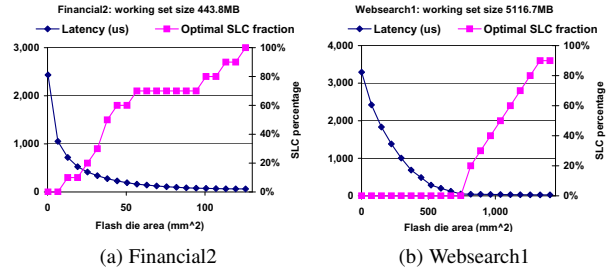 Financial2: working set size 443.8MB
Latency (us)
Optimal SLC fraction
3,000
2,000
1,000
0
100%
80%
60%
40%
20%
0%
SLC percentage
0
50
100
Flash die area (mm^2)
(a) Financial2
Websearch1: working set size 5116.7MB
Latency (us)
Optimal SLC fraction
4,000
3,000
2,000
1,000
0
100%
90%
80%
70%
60%
50%
40%
30%
20%
10%
0%
SLC percentage
0
500
1,000
Flash die area (mm^2)
(b) Websearch1